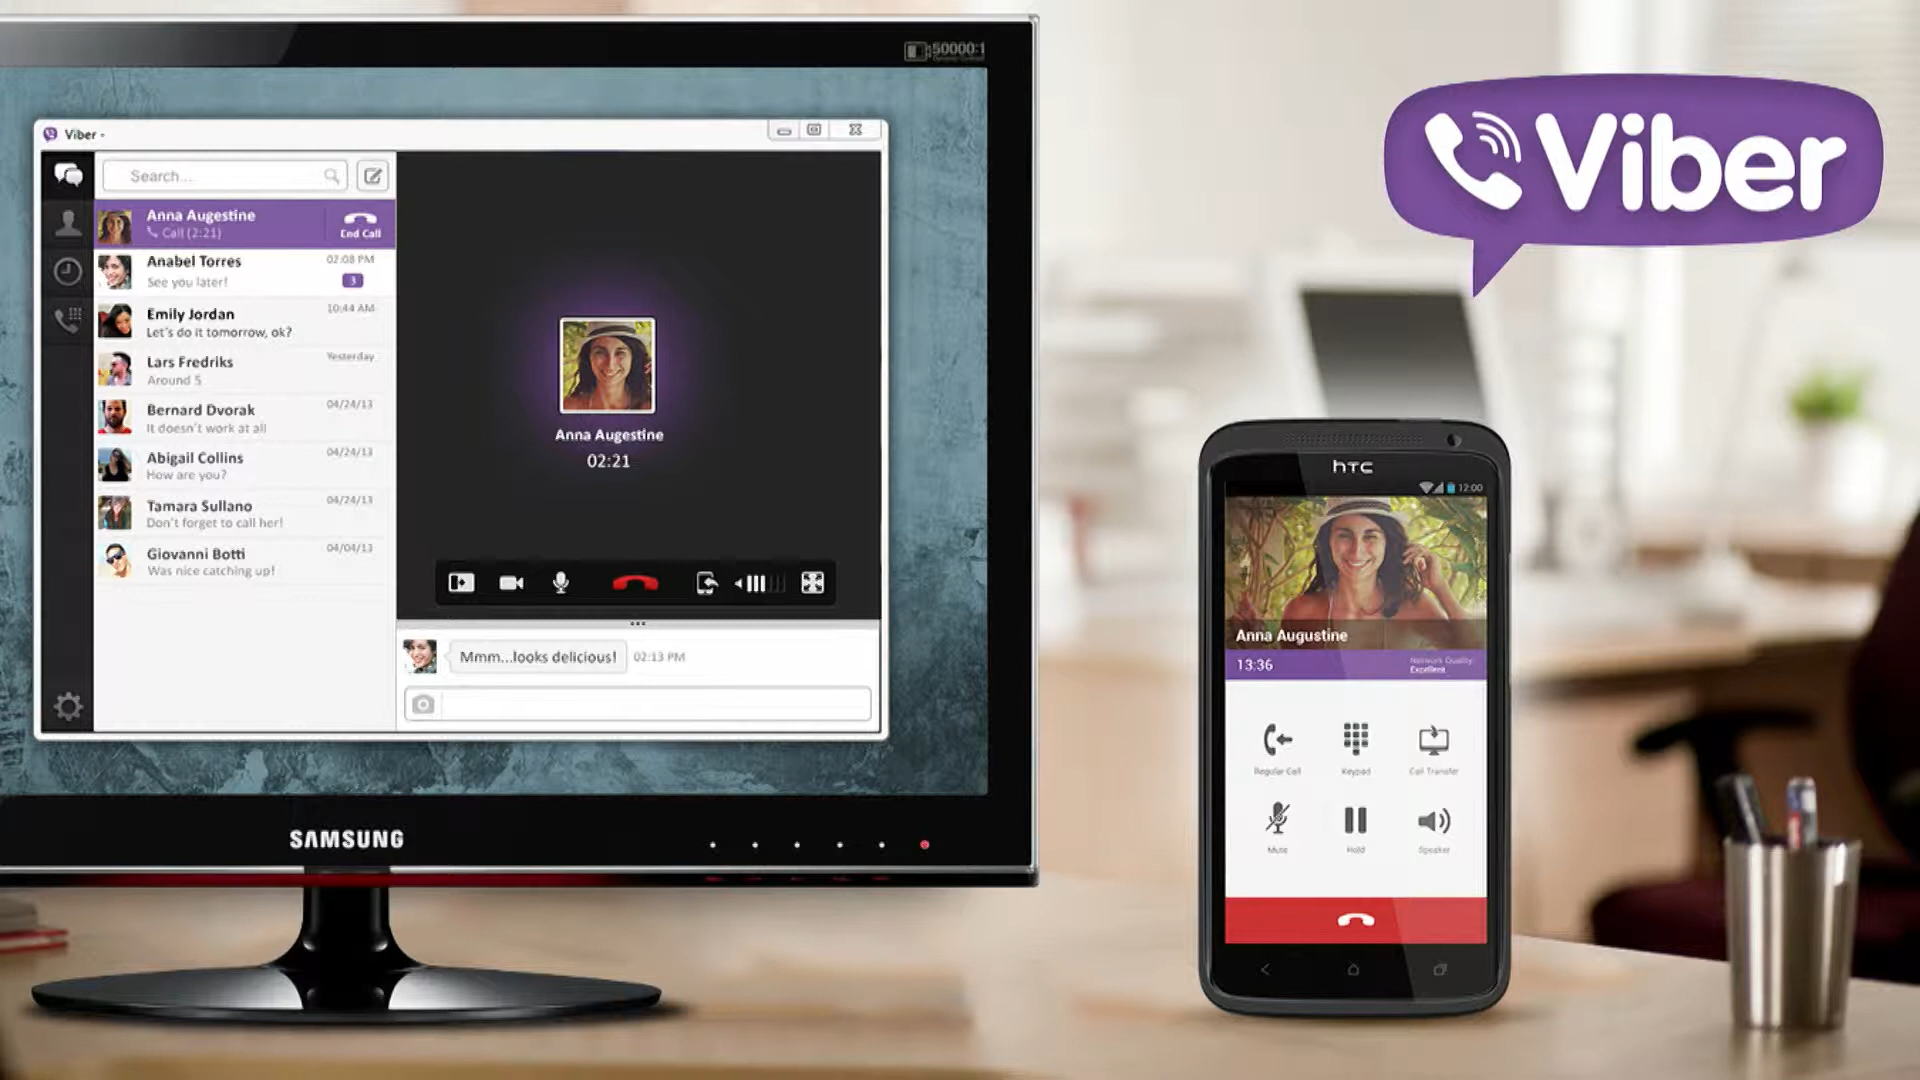 50000:1
Viber
Search...
Anna Augestine
Call (2:21)
End Call
Anabel Torres
02:08 PM
See you later!
3
Emily Jordan
10:44 AM
Let's do it tomorrow, ok?
Lars Fredriks
Yesterday
Around 5
Bernard Dvorak
04/24/13
It doesn't work at all
Abigail Collins
04/24/13
How are you?
Tamara Sullano
04/24/13
Don't forget to call her!
Giovanni Botti
04/04/13
Was nice catching up!
Anna Augestine
02:21
Mmm...looks delicious!
02:13 PM
SAMSUNG
Viber
hTC
12:00
Anna Augustine
13:36
Network Quality:
Excellent
Regular Call
Keypad
Call Transfer
Mute
Hold
Speaker